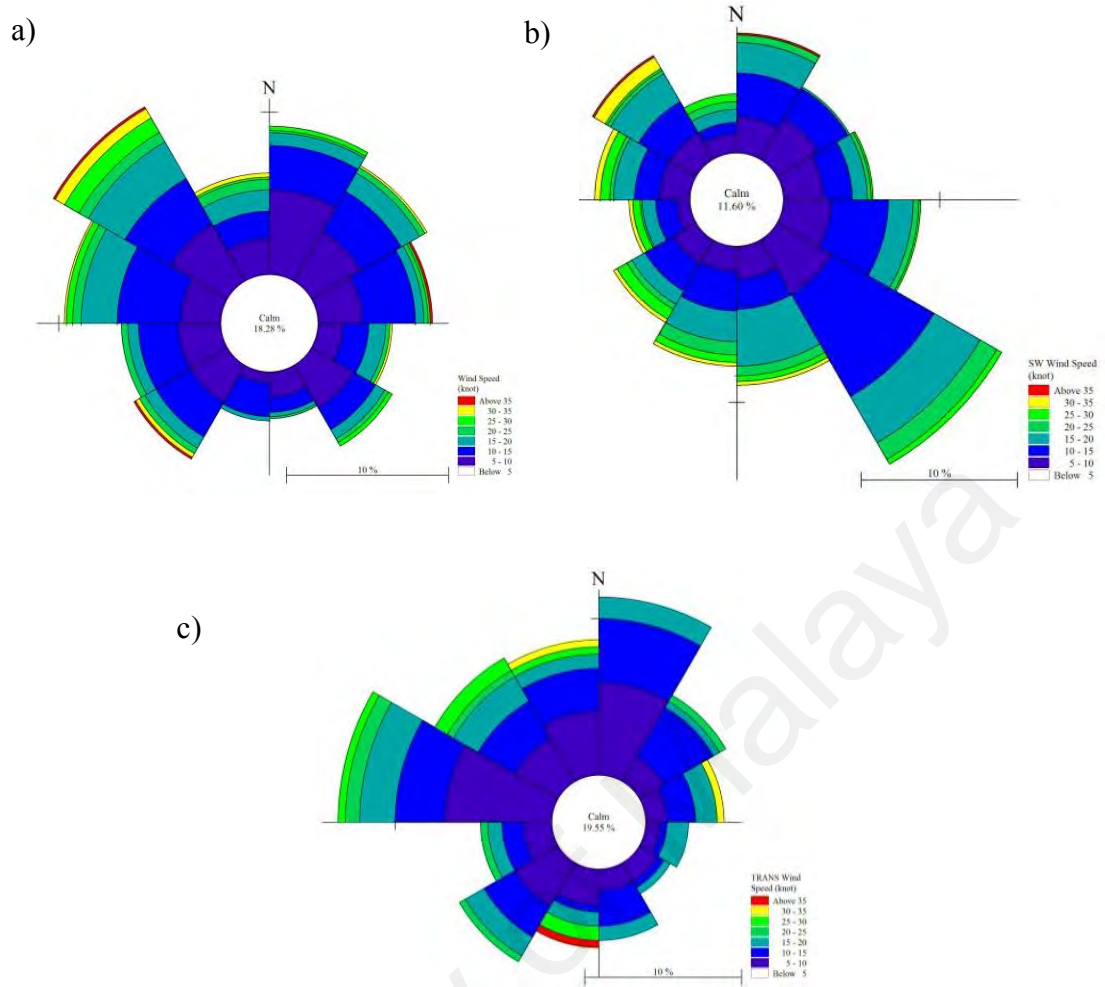 a)
N
Calm
18.28 %
Wind Speed
(knot)
Above 35
30 - 35
25 - 30
20 - 25
15 - 20
10 - 15
5 - 10
Below 5
10 %
b)
N
Calm
11.60 %
SW Wind Speed
(knot)
Above 35
30 - 35
25 - 30
20 - 25
15 - 20
10 - 15
5 - 10
Below 5
10 %
c)
N
Calm
19.55 %
TRANS Wind
Speed (knot)
Above 35
30 - 35
25 - 30
20 - 25
15 - 20
10 - 15
5 - 10
Below 5
10 %
alaya